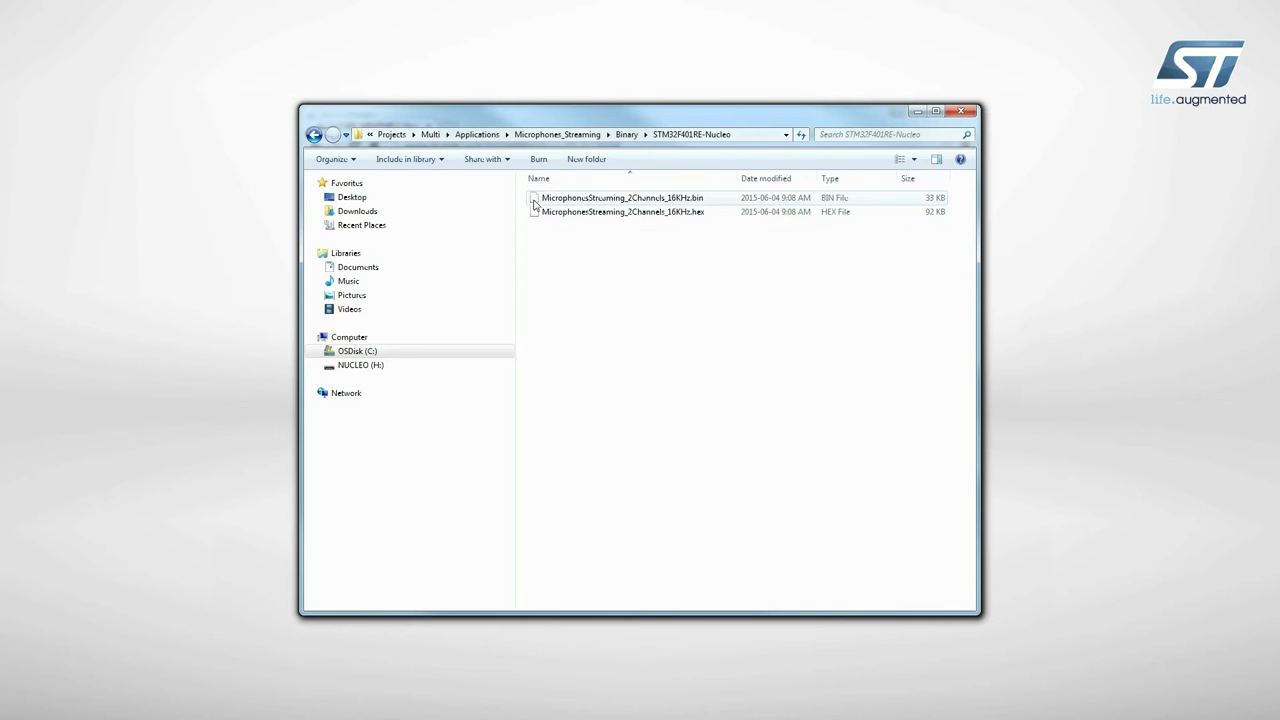 ST
life.augmented
« Projects Multi Applications Microphones_Streaming Binary STM32F401RE-Nucleo
Search STM32F401RE-Nucleo
Organize Include in library Share with Burn New folder
Name Date modified Type Size
Favorites
Desktop
Downloads
Recent Places
Libraries
Documents
Music
Pictures
Videos
Computer
OSDisk (C:)
NUCLEO (H:)
Network
MicrophonesStreaming_2Channels_16KHz.bin 2015-06-04 9:08 AM BIN File 33 KB
MicrophonesStreaming_2Channels_16KHz.hex 2015-06-04 9:08 AM HEX File 92 KB